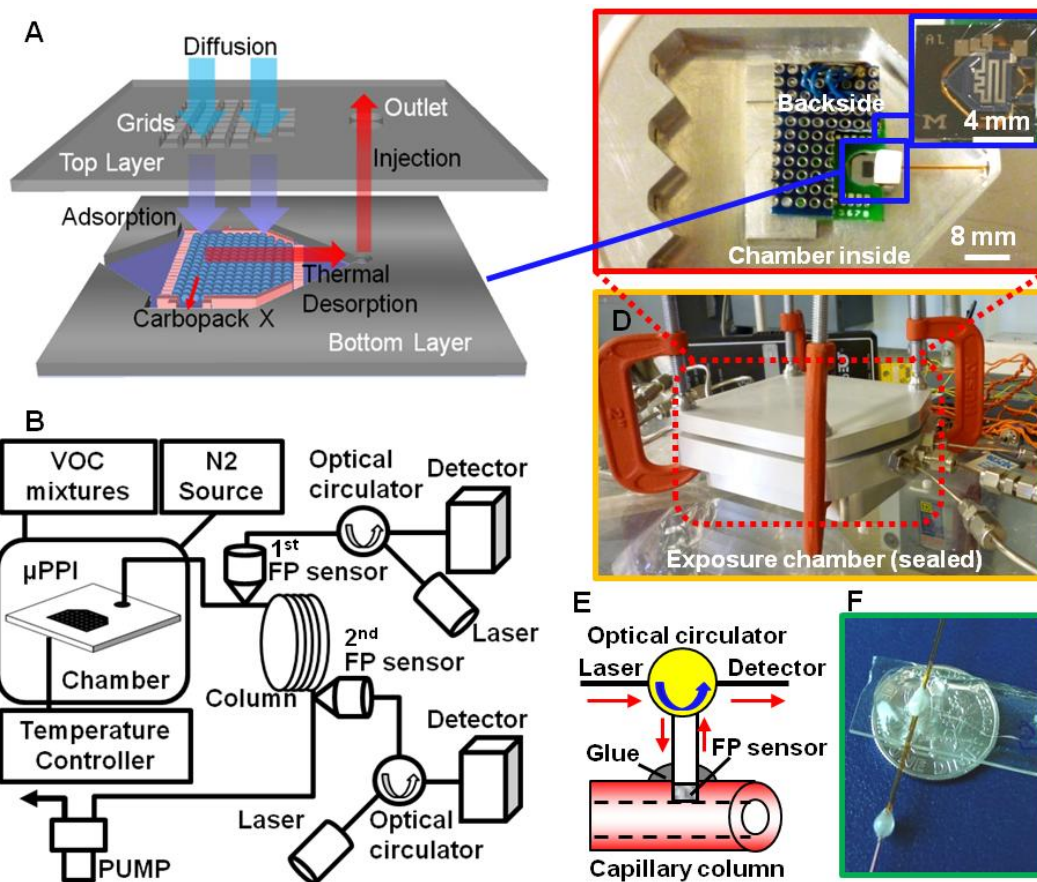 A
Diffusion
Grids
Top Layer
Outlet
Injection
Adsorption
Thermal
Desorption
Carbopack X
Bottom Layer
Backside
A1
M
4 mm
8 mm
Chamber inside
D
Exposure chamber (sealed)
B
VOC
mixtures
N2
Source
Optical
circulator
Detector
µPPI
1st
FP sensor
Laser
2nd
FP sensor
Chamber
Column
Temperature
Controller
Detector
Laser
Optical
circulator
PUMP
E
Optical circulator
Laser
Detector
Glue
FP sensor
Capillary column
F